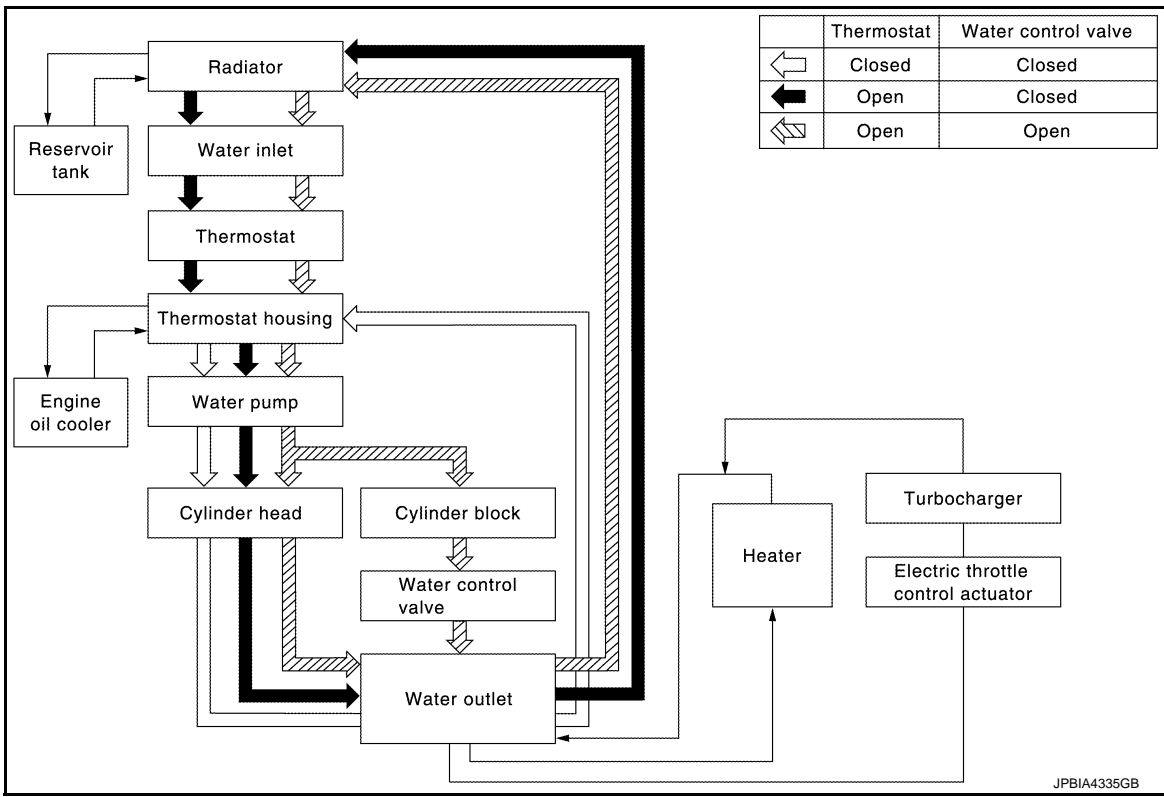 Thermostat Water control valve
Closed Closed
Open Closed
Open Open
Radiator
Reservoir
tank
Water inlet
Thermostat
Thermostat housing
Engine
oil cooler
Water pump
Cylinder head
Cylinder block
Water control
valve
Water outlet
Heater
Turbocharger
Electric throttle
control actuator
JPBIA4335GB